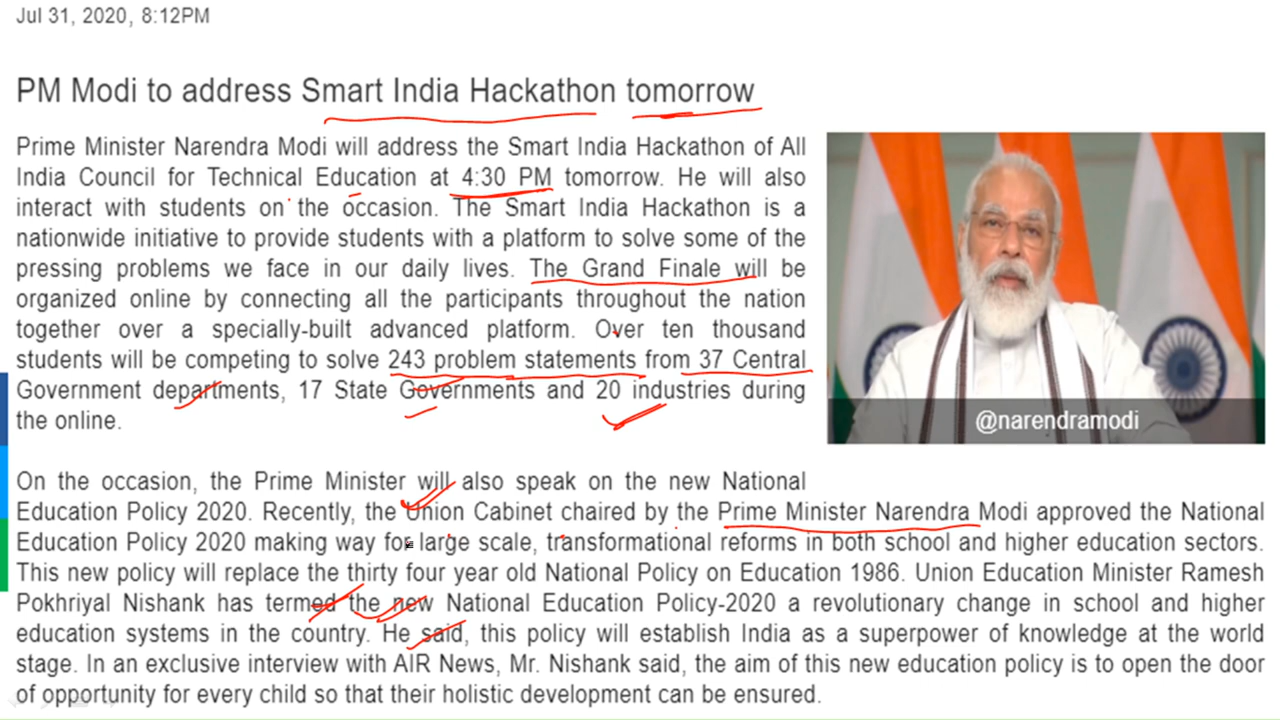 Jul 31, 2020, 8:12PM
PM Modi to address Smart India Hackathon tomorrow
Prime Minister Narendra Modi will address the Smart India Hackathon of All
India Council for Technical Education at 4:30 PM tomorrow. He will also
interact with students on the occasion. The Smart India Hackathon is a
nationwide initiative to provide students with a platform to solve some of the
pressing problems we face in our daily lives. The Grand Finale will be
organized online by connecting all the participants throughout the nation
together over a specially-built advanced platform. Over ten thousand
students will be competing to solve 243 problem statements from 37 Central
Government departments, 17 State Governments and 20 industries during
the online.
@narendramodi
On the occasion, the Prime Minister will also speak on the new National
Education Policy 2020. Recently, the Union Cabinet chaired by the Prime Minister Narendra Modi approved the National
Education Policy 2020 making way for large scale, transformational reforms in both school and higher education sectors.
This new policy will replace the thirty four year old National Policy on Education 1986. Union Education Minister Ramesh
Pokhriyal Nishank has termed the new National Education Policy-2020 a revolutionary change in school and higher
education systems in the country. He said, this policy will establish India as a superpower of knowledge at the world
stage. In an exclusive interview with AIR News, Mr. Nishank said, the aim of this new education policy is to open the door
of opportunity for every child so that their holistic development can be ensured.